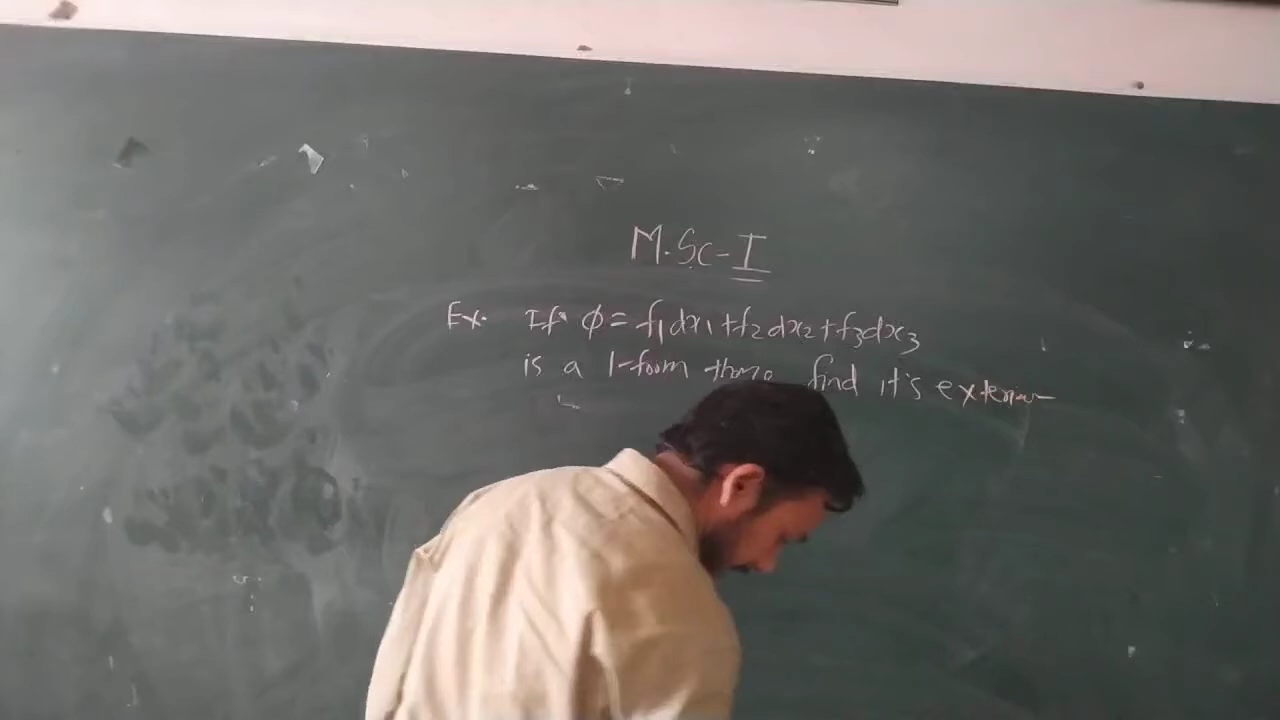 M.Sc-I
Ex. If ϕ = f₁dx₁+f₂dx₂+f₃dx₃
is a 1-form then find it's exterior